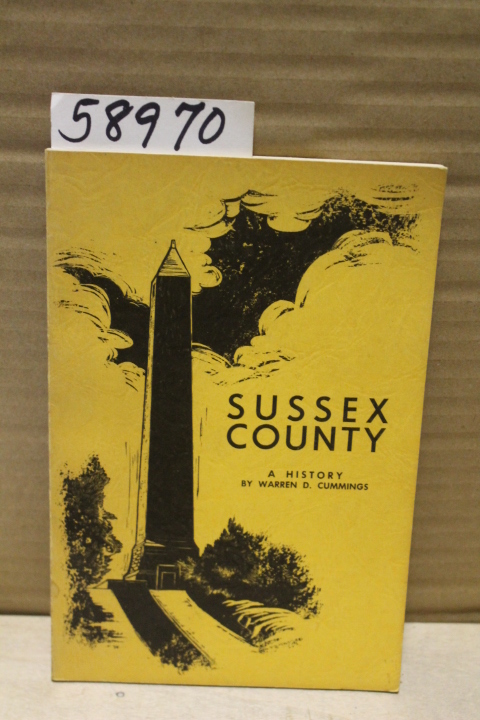 58970
SUSSEX
COUNTY
A HISTORY
BY WARREN D. CUMMINGS